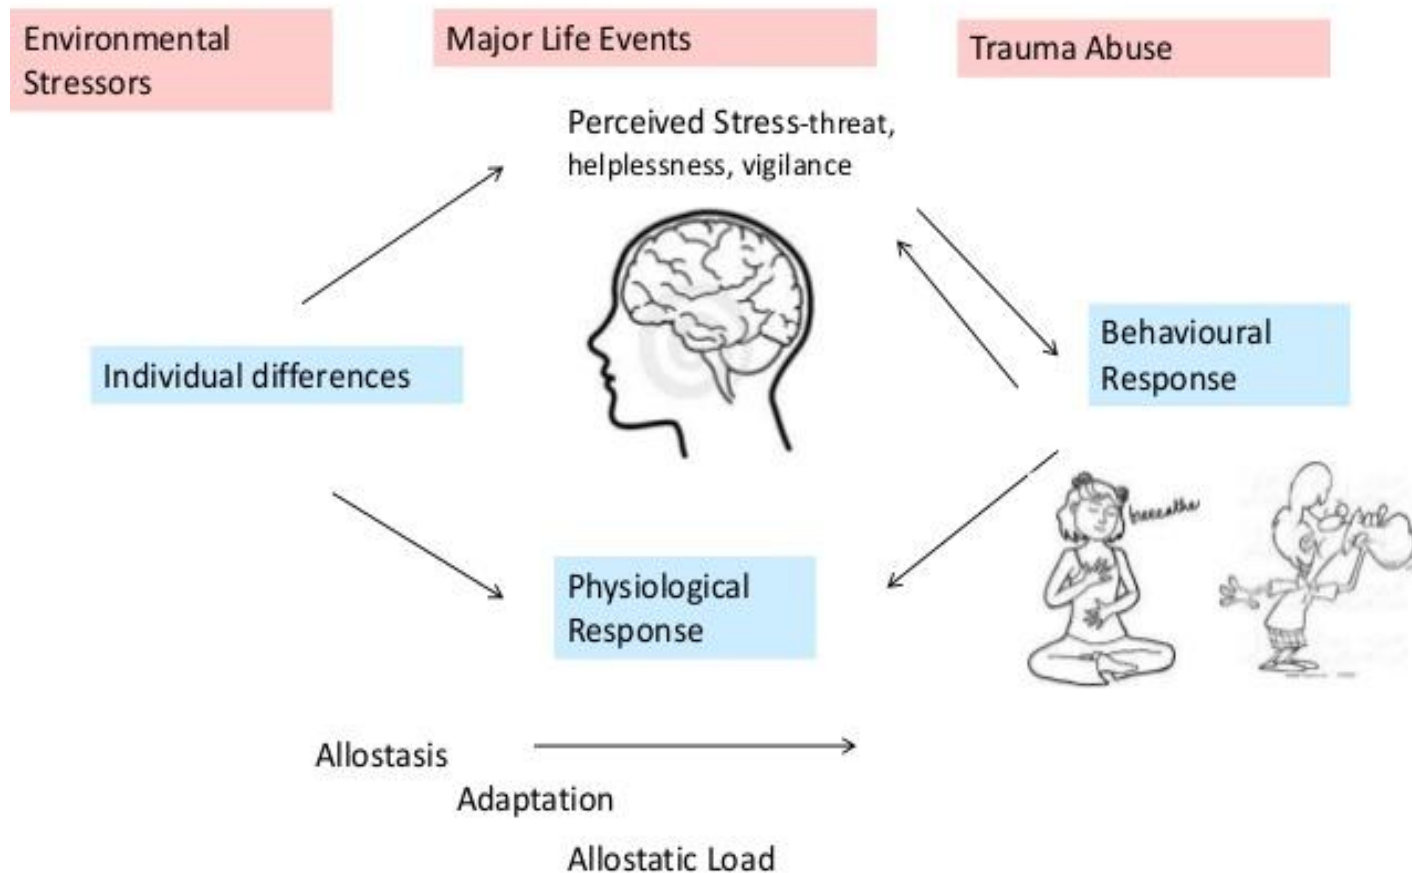 Environmental
Stressors
Major Life Events
Trauma Abuse
Perceived Stress-threat,
helplessness, vigilance
Individual differences
Behavioural
Response
breeathe
Physiological
Response
Allostasis
Adaptation
Allostatic Load